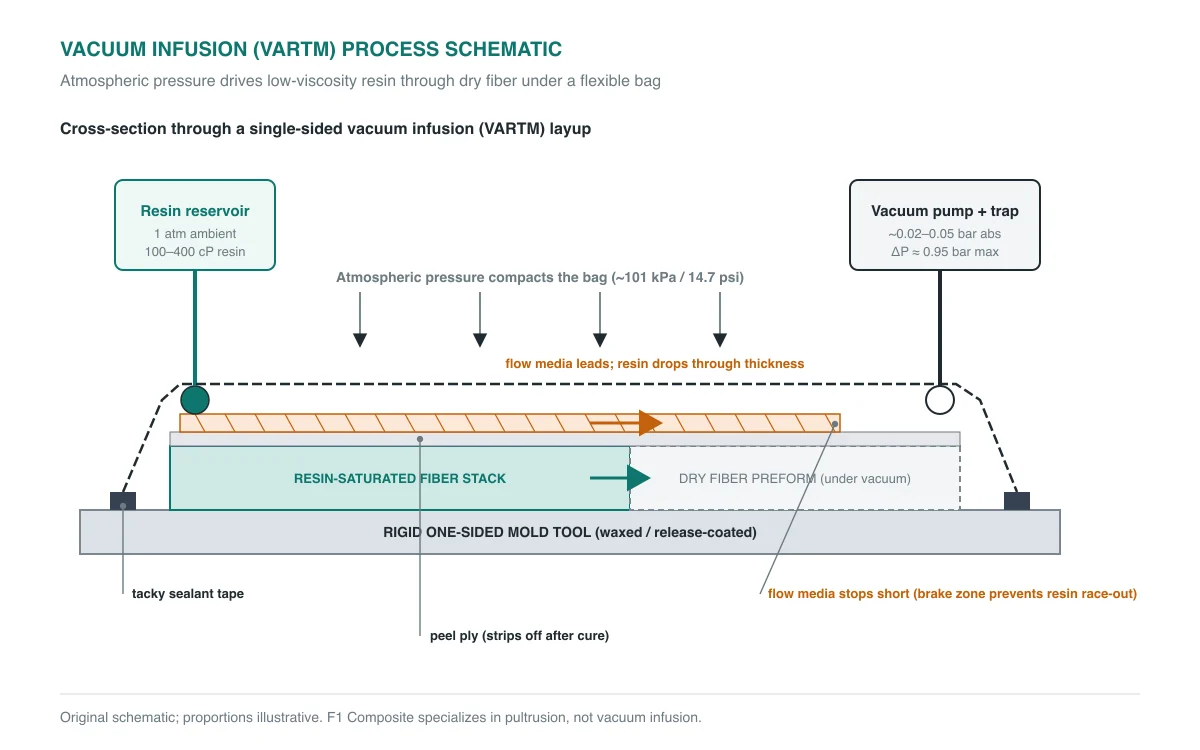 VACUUM INFUSION (VARTM) PROCESS SCHEMATIC
Atmospheric pressure drives low-viscosity resin through dry fiber under a flexible bag
Cross-section through a single-sided vacuum infusion (VARTM) layup
Resin reservoir
1 atm ambient
100–400 cP resin
Vacuum pump + trap
~0.02–0.05 bar abs
ΔP ≈ 0.95 bar max
Atmospheric pressure compacts the bag (~101 kPa / 14.7 psi)
flow media leads; resin drops through thickness
RESIN-SATURATED FIBER STACK
DRY FIBER PREFORM (under vacuum)
RIGID ONE-SIDED MOLD TOOL (waxed / release-coated)
tacky sealant tape
flow media stops short (brake zone prevents resin race-out)
peel ply (strips off after cure)
Original schematic; proportions illustrative. F1 Composite specializes in pultrusion, not vacuum infusion.